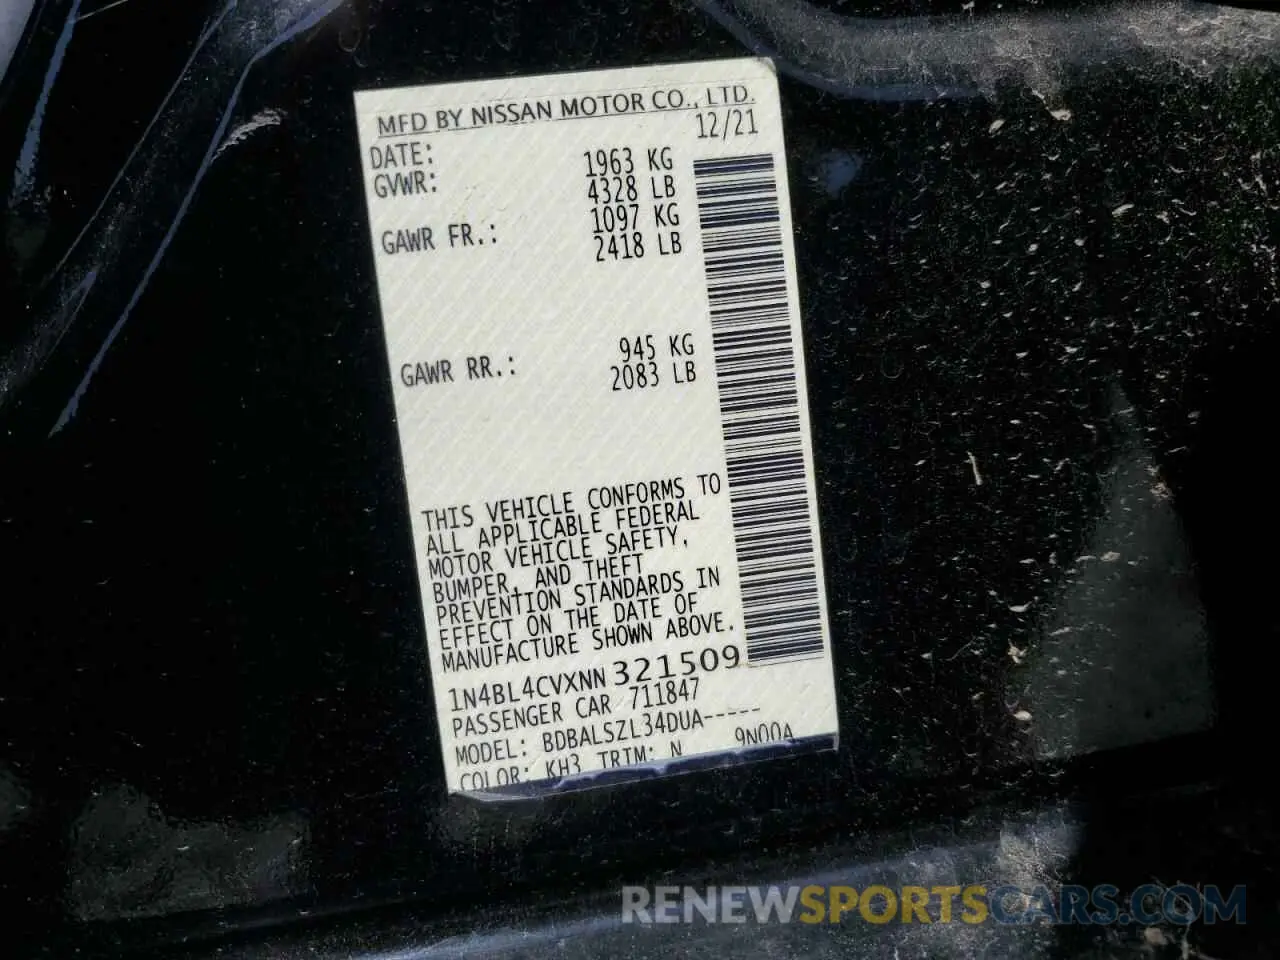 MFD BY NISSAN MOTOR CO., LTD.
DATE: 12/21
GVWR: 1963 KG
4328 LB
GAWR FR.: 1097 KG
2418 LB
GAWR RR.: 945 KG
2083 LB
THIS VEHICLE CONFORMS TO
ALL APPLICABLE FEDERAL
MOTOR VEHICLE SAFETY,
BUMPER, AND THEFT
PREVENTION STANDARDS IN
EFFECT ON THE DATE OF
MANUFACTURE SHOWN ABOVE.
1N4BL4CVXNN321509
PASSENGER CAR 711847
MODEL: BDBALSZL34DUA-----
COLOR: KH3 TRIM: N 9N00A
RENEWSPORTSCARS.COM